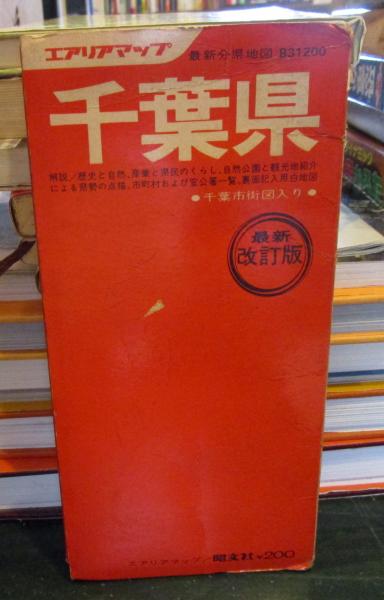 エアリアマップ
最新分県地図 831200
千葉県
解説/歴史と自然、産業と県民のくらし、自然公園と観光地紹介
による県勢の点描、市町村および官公署一覧、裏面記入用白地図
●千葉市街図入り●
最新
改訂版
エアリアマップ/昭文社 ¥200